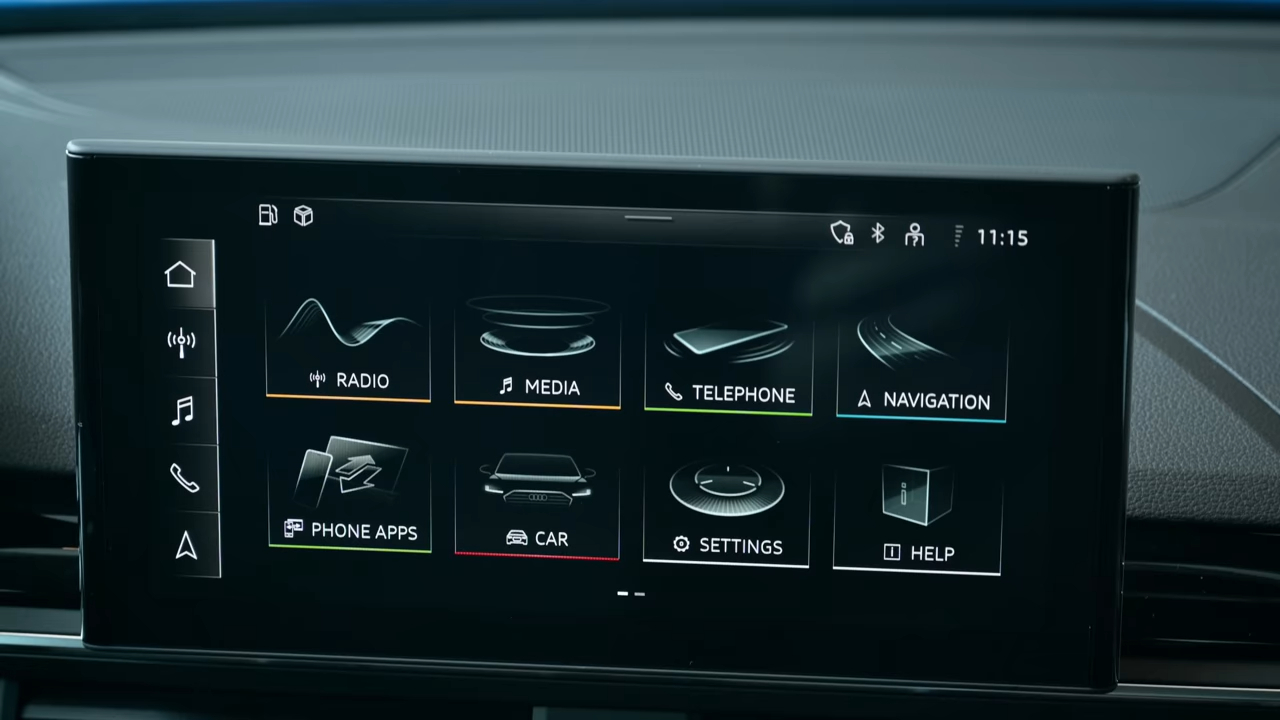 11:15
RADIO
MEDIA
TELEPHONE
NAVIGATION
PHONE APPS
CAR
SETTINGS
HELP